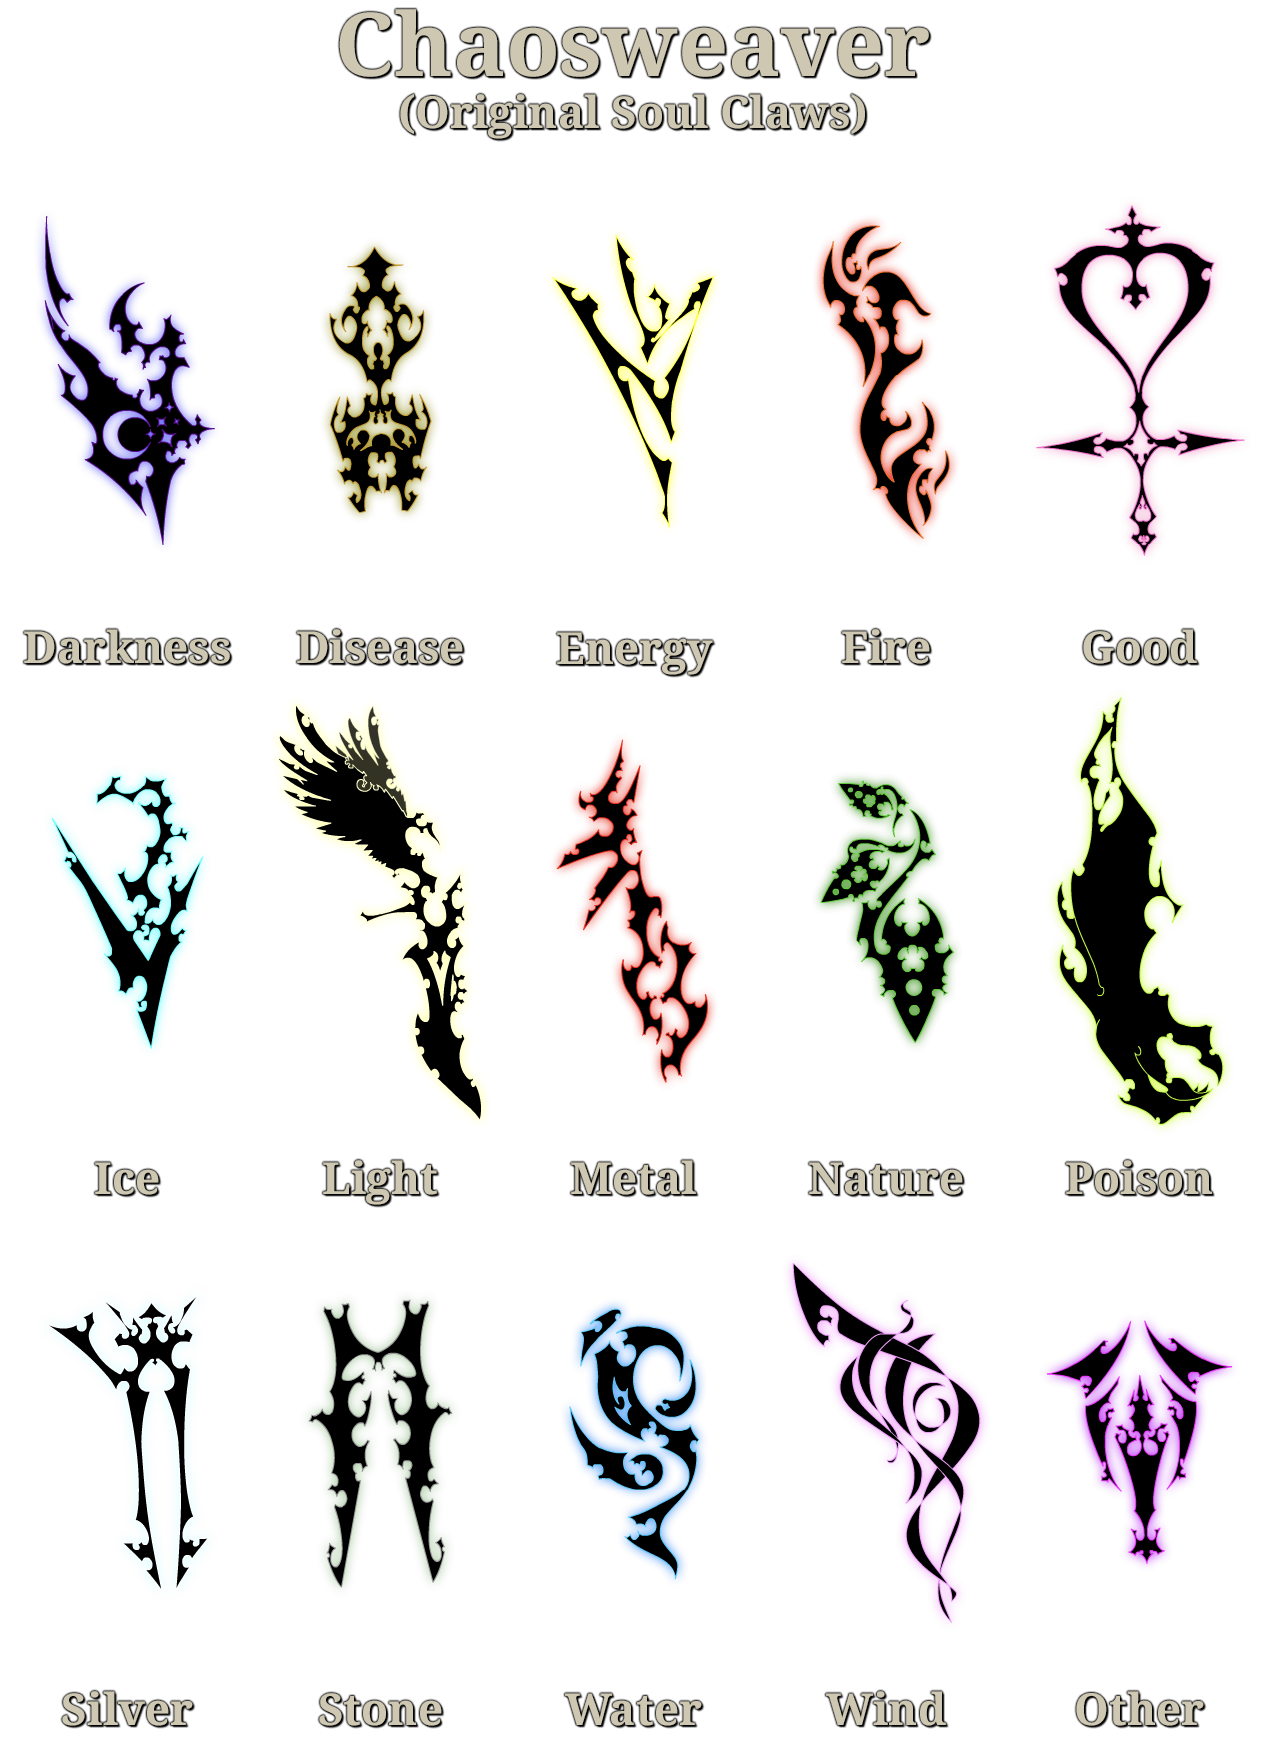 Chaosweaver
(Original Soul Claws)
Darkness Disease Energy Fire Good
Ice Light Metal Nature Poison
Silver Stone Water Wind Other